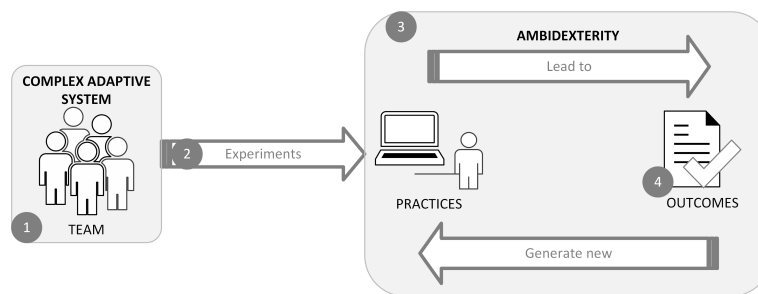 COMPLEX ADAPTIVE
SYSTEM
1
TEAM
2
Experiments
3
AMBIDEXTERITY
Lead to
PRACTICES
4
OUTCOMES
Generate new